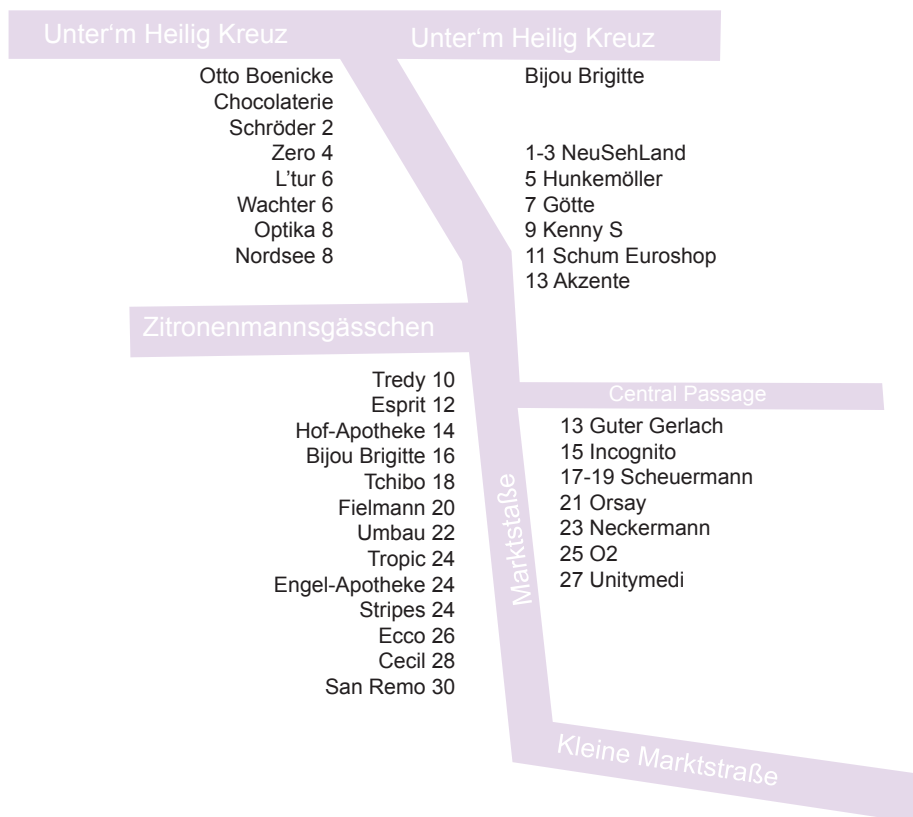 Unter‘m Heilig Kreuz
Unter‘m Heilig Kreuz
Otto Boenicke
Chocolaterie
Schröder 2
Zero 4
L’tur 6
Wachter 6
Optika 8
Nordsee 8
Bijou Brigitte
1-3 NeuSehLand
5 Hunkemöller
7 Götte
9 Kenny S
11 Schum Euroshop
13 Akzente
Zitronenmannsgässchen
Tredy 10
Esprit 12
Hof-Apotheke 14
Bijou Brigitte 16
Tchibo 18
Fielmann 20
Umbau 22
Tropic 24
Engel-Apotheke 24
Stripes 24
Ecco 26
Cecil 28
San Remo 30
Central Passage
13 Guter Gerlach
15 Incognito
17-19 Scheuermann
21 Orsay
23 Neckermann
25 O2
27 Unitymedi
Marktstaße
Kleine Marktstraße